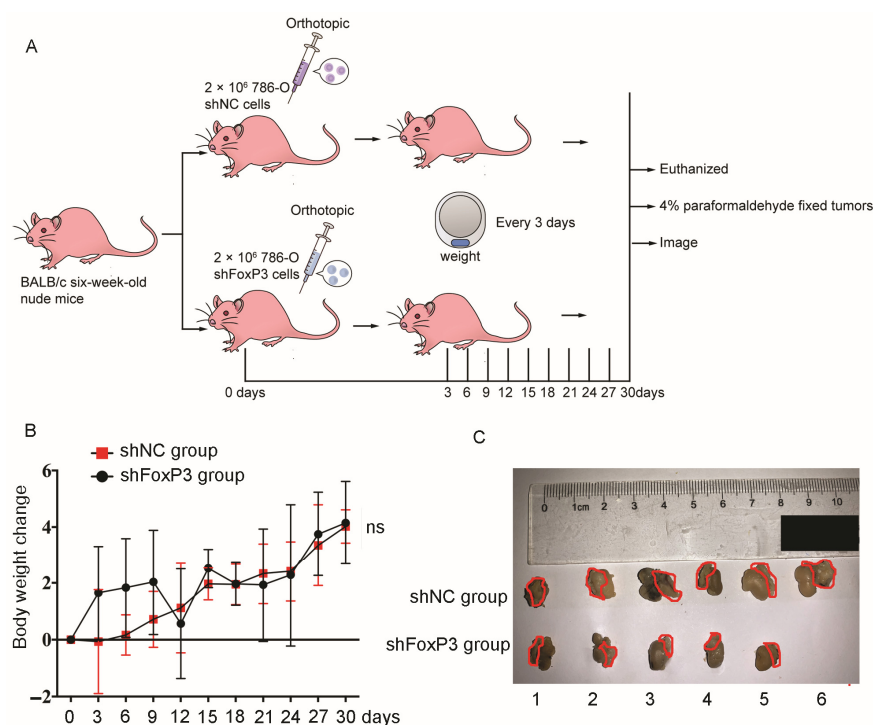 A
Orthotopic
2 × 10⁶ 786-O
shNC cells
Orthotopic
2 × 10⁶ 786-O
shFoxP3 cells
BALB/c six-week-old
nude mice
Every 3 days
weight
Euthanized
4% paraformaldehyde fixed tumors
Image
0 days
3 6 9 12 15 18 21 24 27 30days
B
shNC group
shFoxP3 group
Body weight change
6
4
2
0
−2
ns
0 3 6 9 12 15 18 21 24 27 30 days
C
0 1cm 2 3 4 5 6 7 8 9 10
shNC group
shFoxP3 group
1 2 3 4 5 6